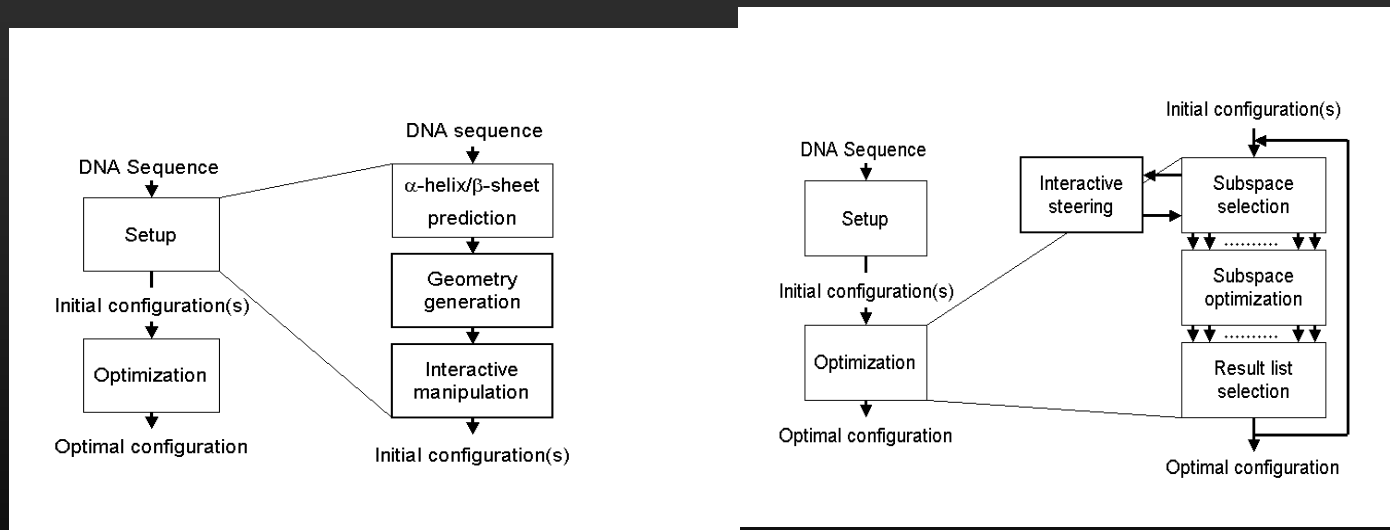 DNA Sequence
Setup
Initial configuration(s)
Optimization
Optimal configuration
DNA sequence
α-helix/β-sheet
prediction
Geometry
generation
Interactive
manipulation
Initial configuration(s)
DNA Sequence
Setup
Initial configuration(s)
Optimization
Optimal configuration
Interactive
steering
Initial configuration(s)
Subspace
selection
..........
Subspace
optimization
..........
Result list
selection
Optimal configuration